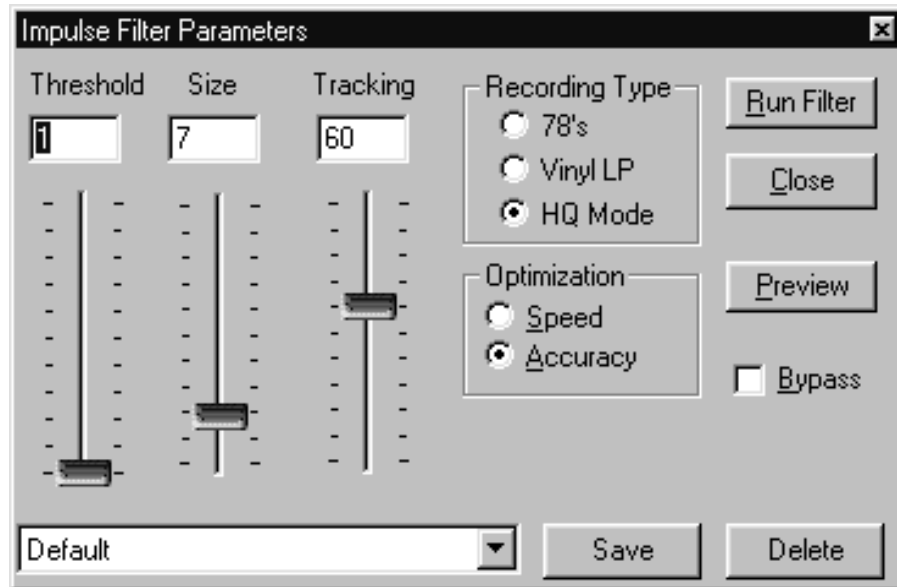 Impulse Filter Parameters
Threshold Size Tracking
1 7 60
Recording Type
78's
Vinyl LP
HQ Mode
Optimization
Speed
Accuracy
Run Filter
Close
Preview
Bypass
Default
Save
Delete